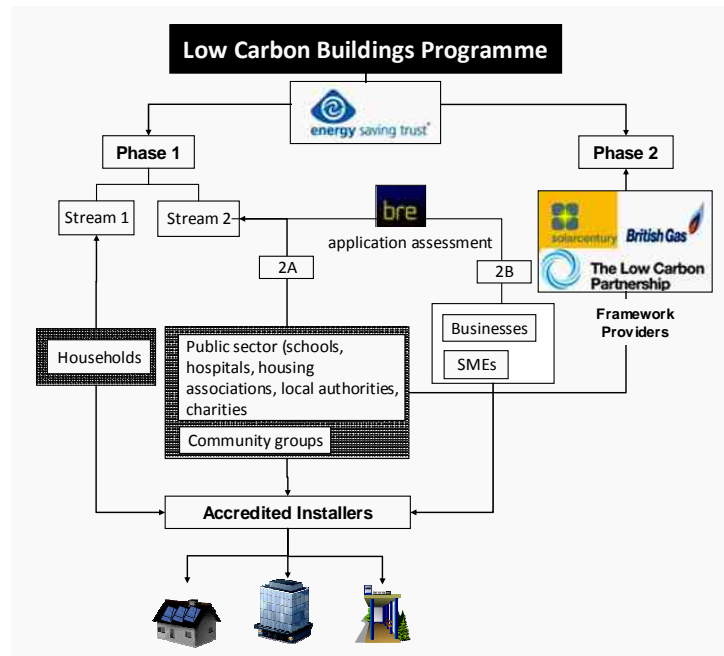 Low Carbon Buildings Programme
energy saving trust®
Phase 1
Phase 2
Stream 1
Stream 2
bre
application assessment
solarcentury
British Gas
The Low Carbon
Partnership
2A
2B
Framework
Providers
Households
Public sector (schools,
hospitals, housing
associations, local authorities,
charities
Community groups
Businesses
SMEs
Accredited Installers